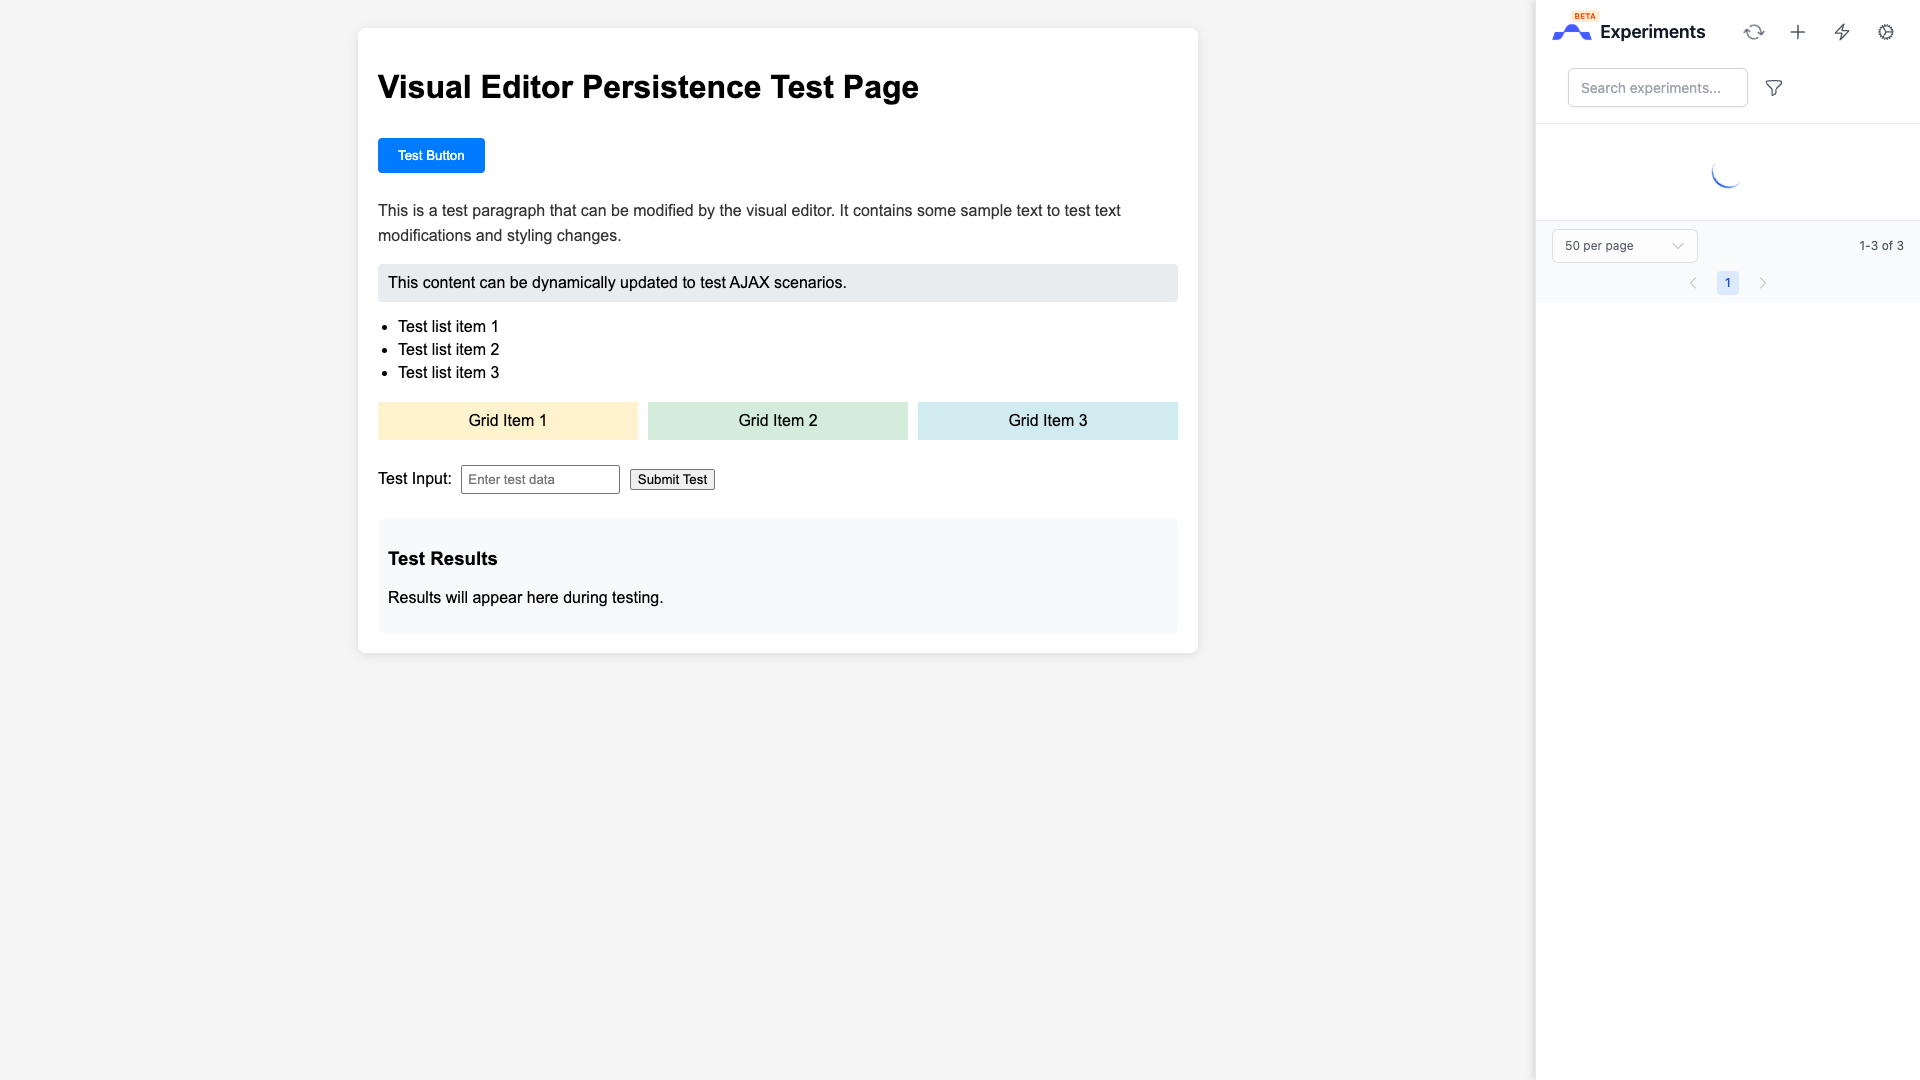 Visual Editor Persistence Test Page
Test Button
This is a test paragraph that can be modified by the visual editor. It contains some sample text to test text
modifications and styling changes.
This content can be dynamically updated to test AJAX scenarios.
Test list item 1
Test list item 2
Test list item 3
Grid Item 1
Grid Item 2
Grid Item 3
Test Input:
Enter test data
Submit Test
Test Results
Results will appear here during testing.
BETA
Experiments
Search experiments...
50 per page
1-3 of 3
1